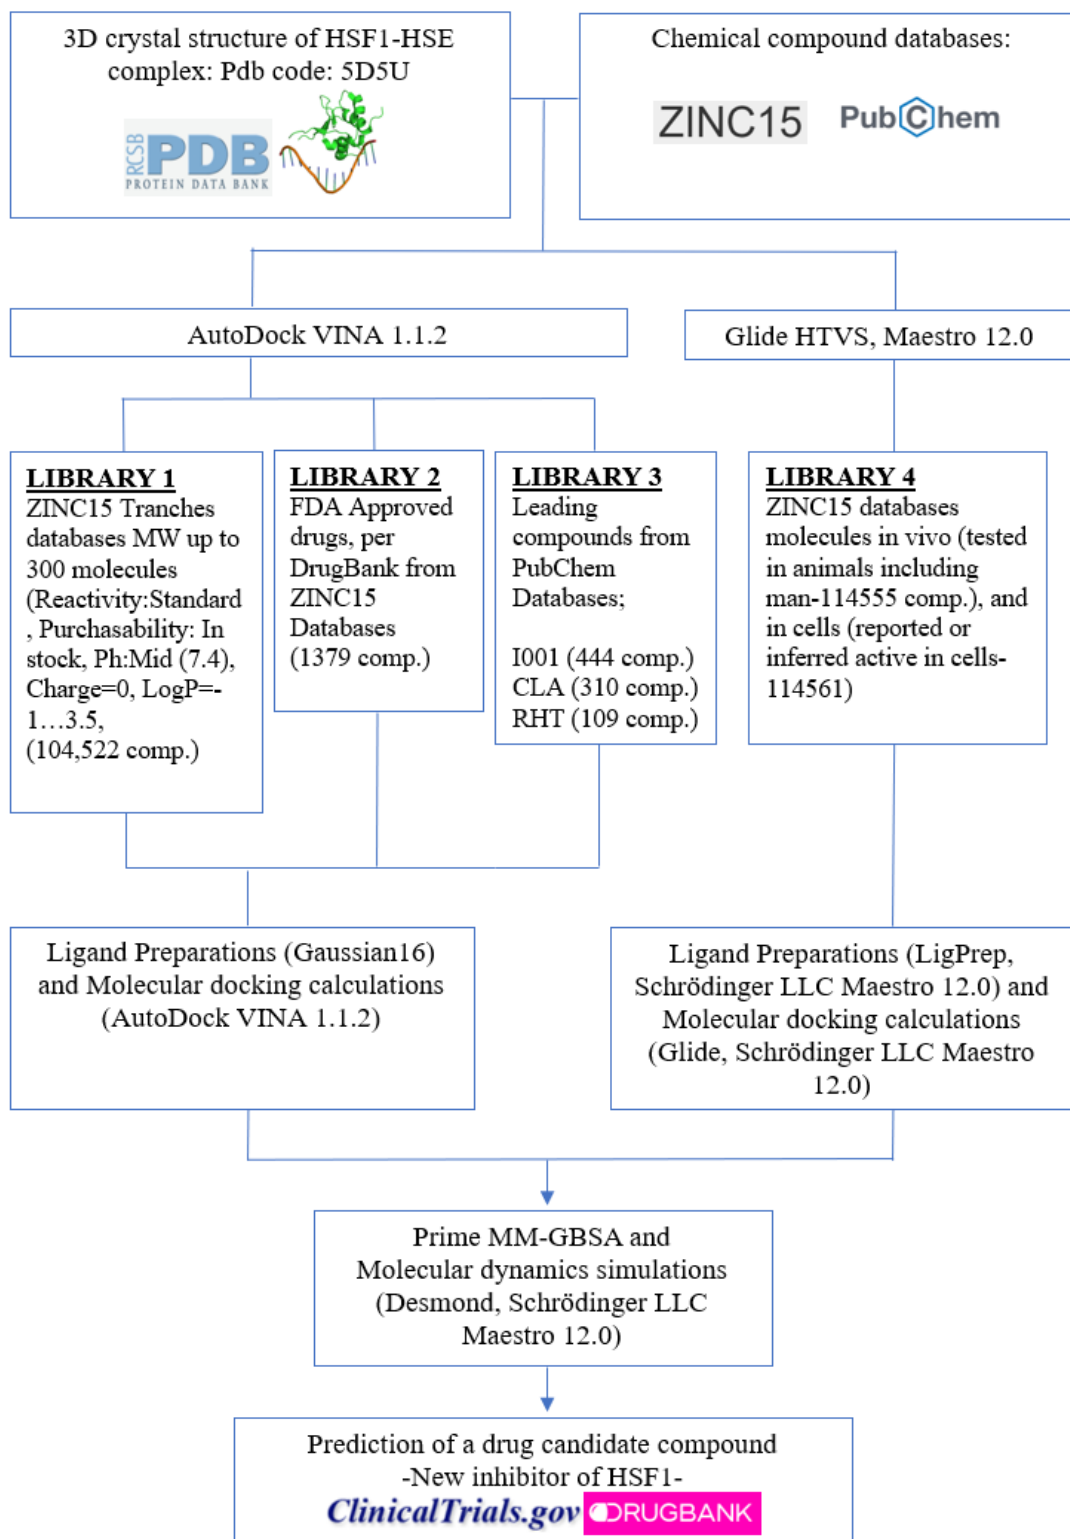 3D crystal structure of HSF1-HSE
complex: Pdb code: 5D5U
RCSB
PDB
PROTEIN DATA BANK
Chemical compound databases:
ZINC15
PubChem
AutoDock VINA 1.1.2
Glide HTVS, Maestro 12.0
LIBRARY 1
ZINC15 Tranches
databases MW up to
300 molecules
(Reactivity:Standard
, Purchasability: In
stock, Ph:Mid (7.4),
Charge=0, LogP=-
1…3.5,
(104,522 comp.)
LIBRARY 2
FDA Approved
drugs, per
DrugBank from
ZINC15
Databases
(1379 comp.)
LIBRARY 3
Leading
compounds from
PubChem
Databases;
I001 (444 comp.)
CLA (310 comp.)
RHT (109 comp.)
LIBRARY 4
ZINC15 databases
molecules in vivo (tested
in animals including
man-114555 comp.), and
in cells (reported or
inferred active in cells-
114561)
Ligand Preparations (Gaussian16)
and Molecular docking calculations
(AutoDock VINA 1.1.2)
Ligand Preparations (LigPrep,
Schrödinger LLC Maestro 12.0) and
Molecular docking calculations
(Glide, Schrödinger LLC Maestro
12.0)
Prime MM-GBSA and
Molecular dynamics simulations
(Desmond, Schrödinger LLC
Maestro 12.0)
Prediction of a drug candidate compound
-New inhibitor of HSF1-
ClinicalTrials.gov DRUGBANK